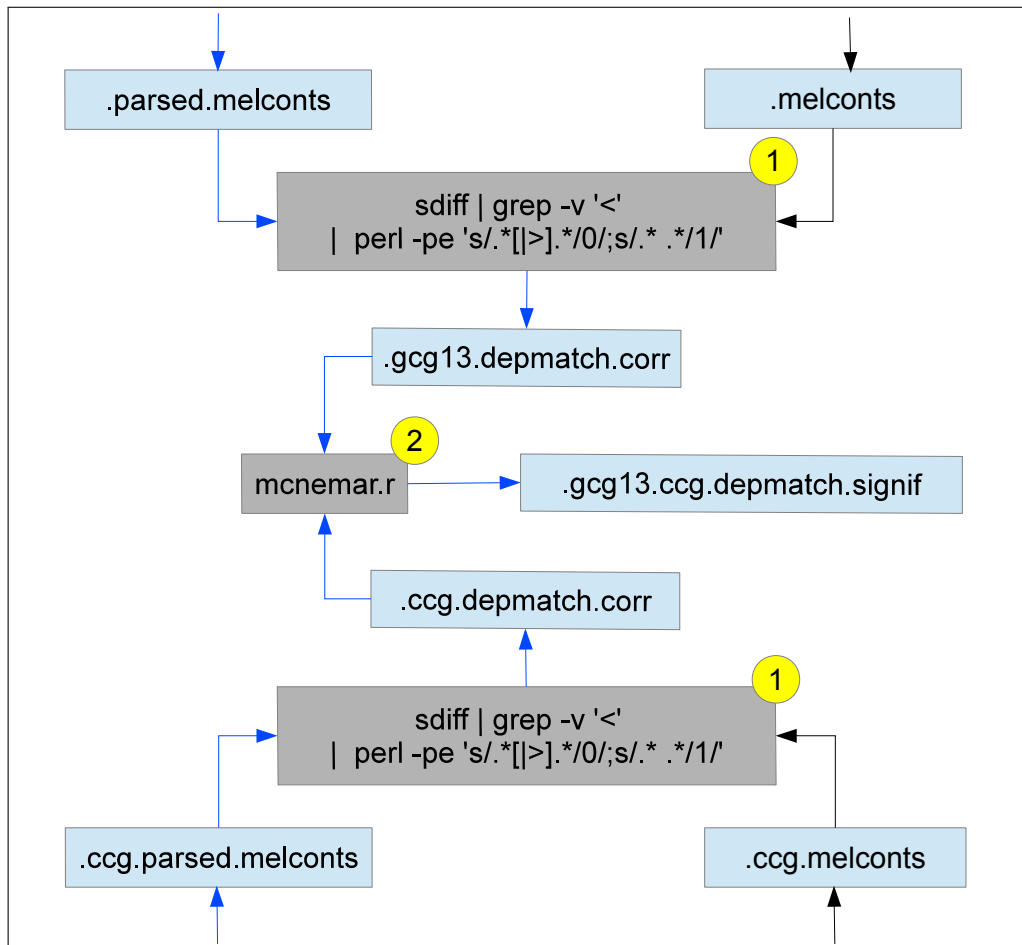 .parsed.melconts
.melconts
1
sdiff | grep -v '<'
| perl -pe 's/.*[|>].*/0/;s/.* .*/1/'
.gcg13.depmatch.corr
2
mcnemar.r
.gcg13.ccg.depmatch.signif
.ccg.depmatch.corr
1
sdiff | grep -v '<'
| perl -pe 's/.*[|>].*/0/;s/.* .*/1/'
.ccg.parsed.melconts
.ccg.melconts